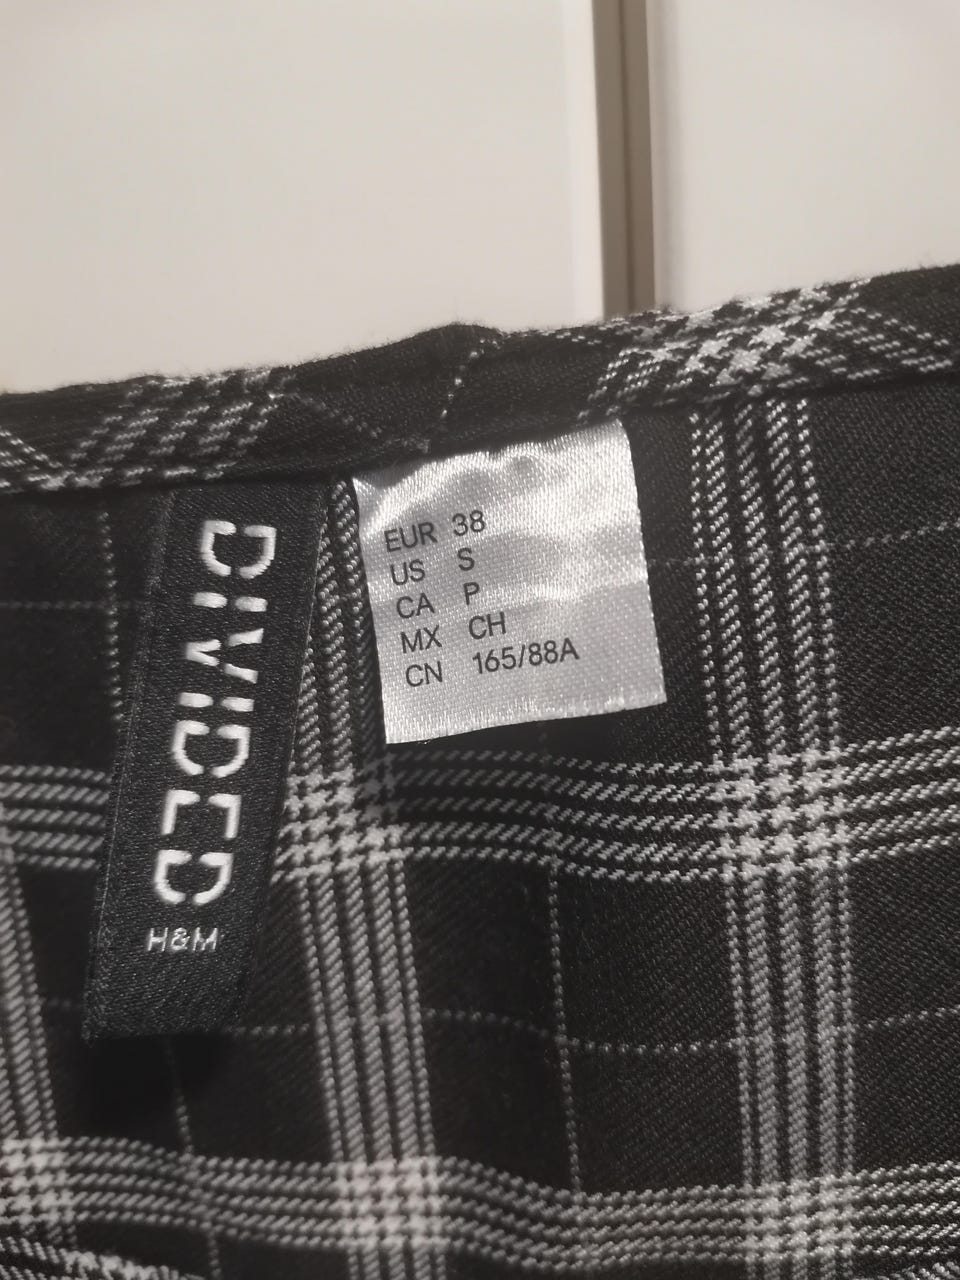 DIVIDED
H&M
EUR 38
US S
CA P
MX CH
CN 165/88A